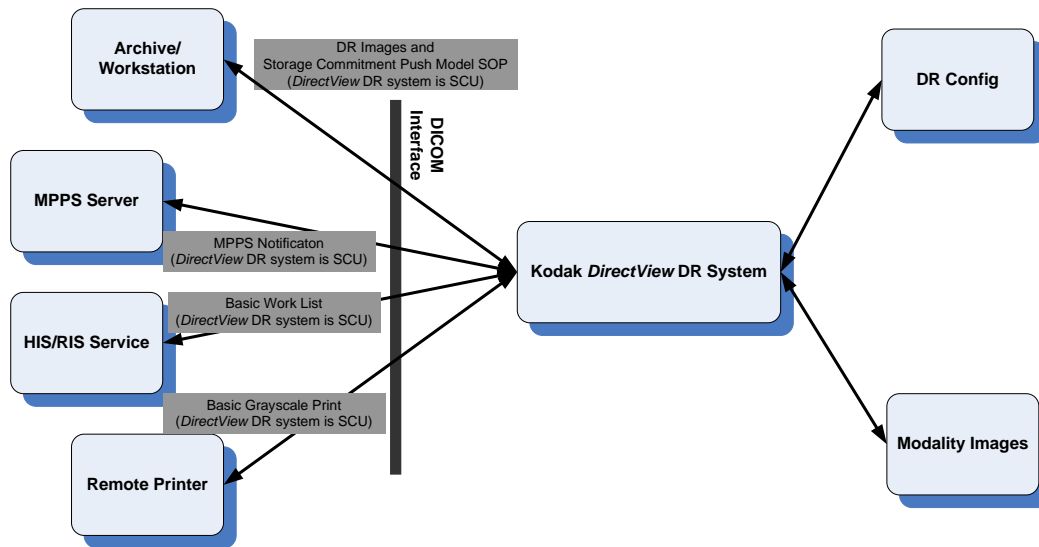 Archive/
Workstation
DR Images and
Storage Commitment Push Model SOP
(DirectView DR system is SCU)
DICOM
Interface
DR Config
MPPS Server
MPPS Notificaton
(DirectView DR system is SCU)
Kodak DirectView DR System
Basic Work List
(DirectView DR system is SCU)
HIS/RIS Service
Basic Grayscale Print
(DirectView DR system is SCU)
Remote Printer
Modality Images